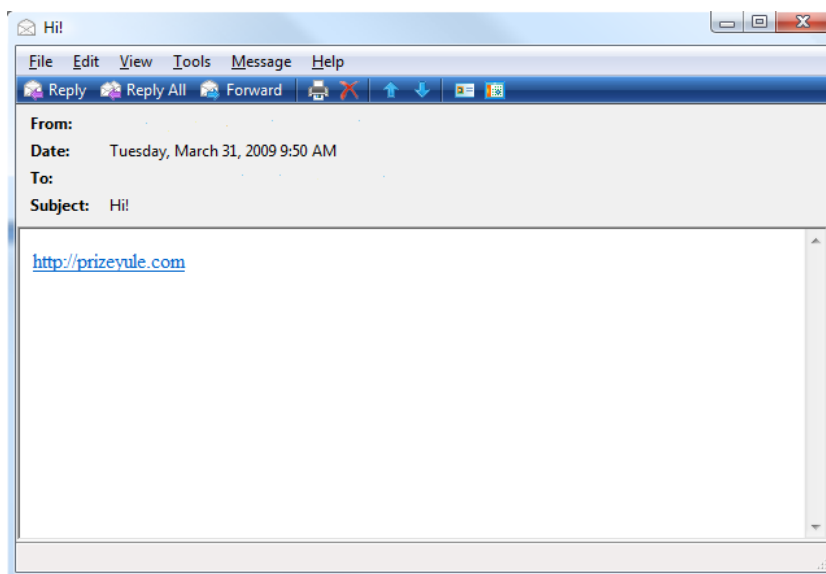 Hi!
File Edit View Tools Message Help
Reply Reply All Forward
From:
Date: Tuesday, March 31, 2009 9:50 AM
To:
Subject: Hi!
http://prizeyule.com